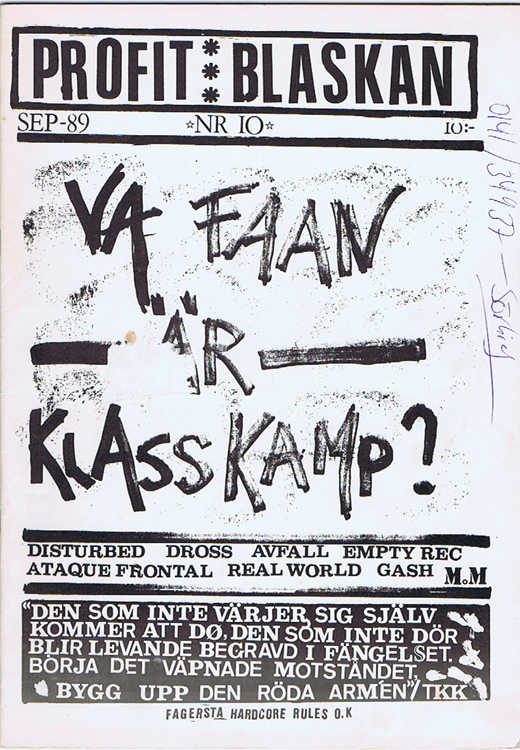 PROFIT BLASKAN
SEP-89 ☆NR 10☆ 10:-
VA FAAN
ÄR
KLASSKAMP?
DISTURBED DROSS AVFALL EMPTY REC
ATAQUE FRONTAL REAL WORLD GASH M.M
"DEN SOM INTE VÄRJER SIG SJÄLV
KOMMER ATT DØ, DEN SOM INTE DÖR
BLIR LEVANDE BEGRAVD I FÄNGELSET.
BÖRJA DET VÄPNADE MOTSTÅNDET,
BYGG UPP DEN RÖDA ARMÉN"/TKK
FAGERSTA HARDCORE RULES O.K
0141/34937